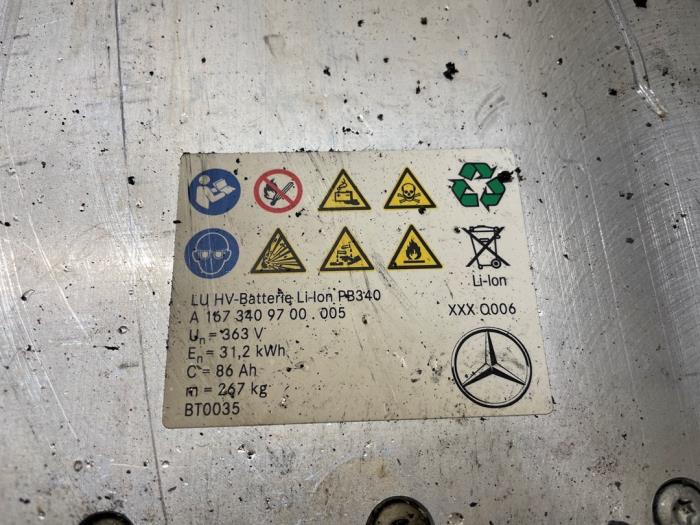 Li-Ion
LU HV-Batterie Li-Ion PB340
A 167 340 97 00 . 005
XXX Q006
Un = 363 V
En = 31,2 kWh
C = 86 Ah
m = 267 kg
BT0035